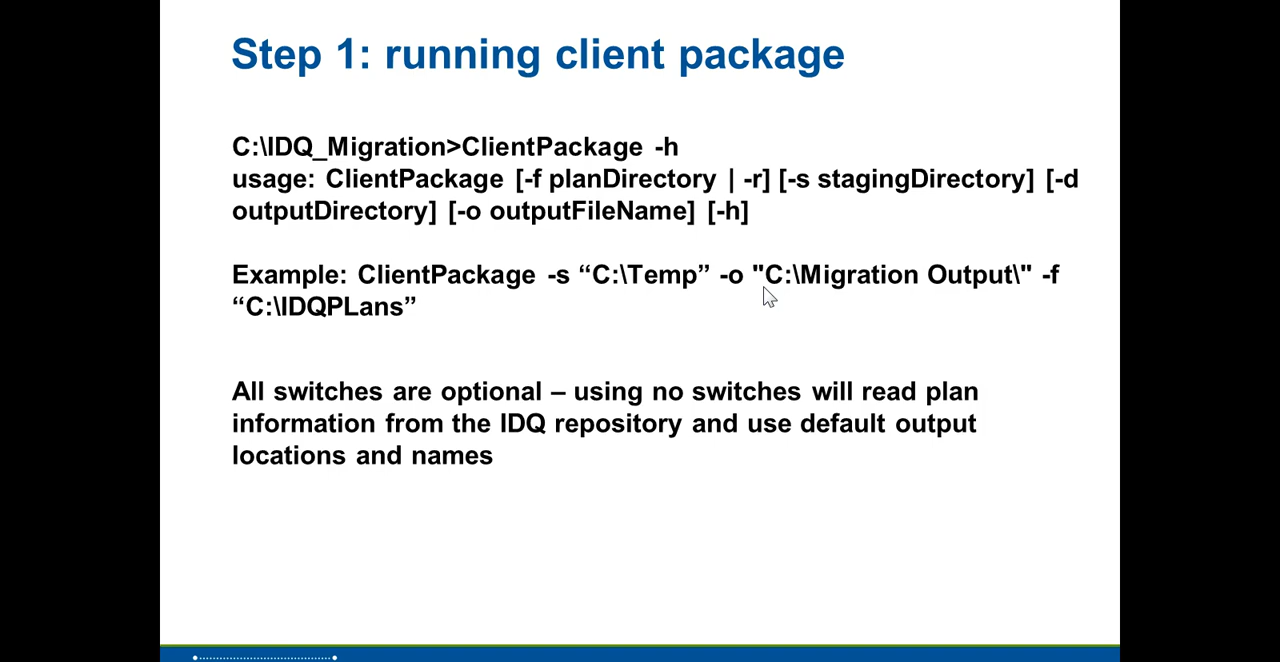 Step 1: running client package
C:\IDQ_Migration>ClientPackage -h
usage: ClientPackage [-f planDirectory | -r] [-s stagingDirectory] [-d
outputDirectory] [-o outputFileName] [-h]
Example: ClientPackage -s “C:\Temp” -o "C:\Migration Output\" -f
“C:\IDQPLans”
All switches are optional – using no switches will read plan
information from the IDQ repository and use default output
locations and names